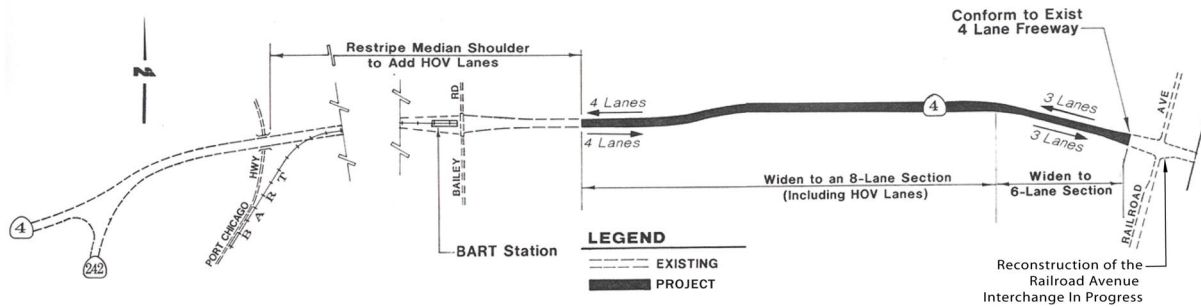 Conform to Exist
4 Lane Freeway
Restripe Median Shoulder
to Add HOV Lanes
N
4 Lanes
4 Lanes
4
3 Lanes
3 Lanes
AVE
RAILROAD
RD
BAILEY
HWY
PORT CHICAGO
BART
4
242
Widen to an 8-Lane Section
(Including HOV Lanes)
Widen to
6-Lane Section
BART Station
LEGEND
EXISTING
PROJECT
Reconstruction of the
Railroad Avenue
Interchange In Progress